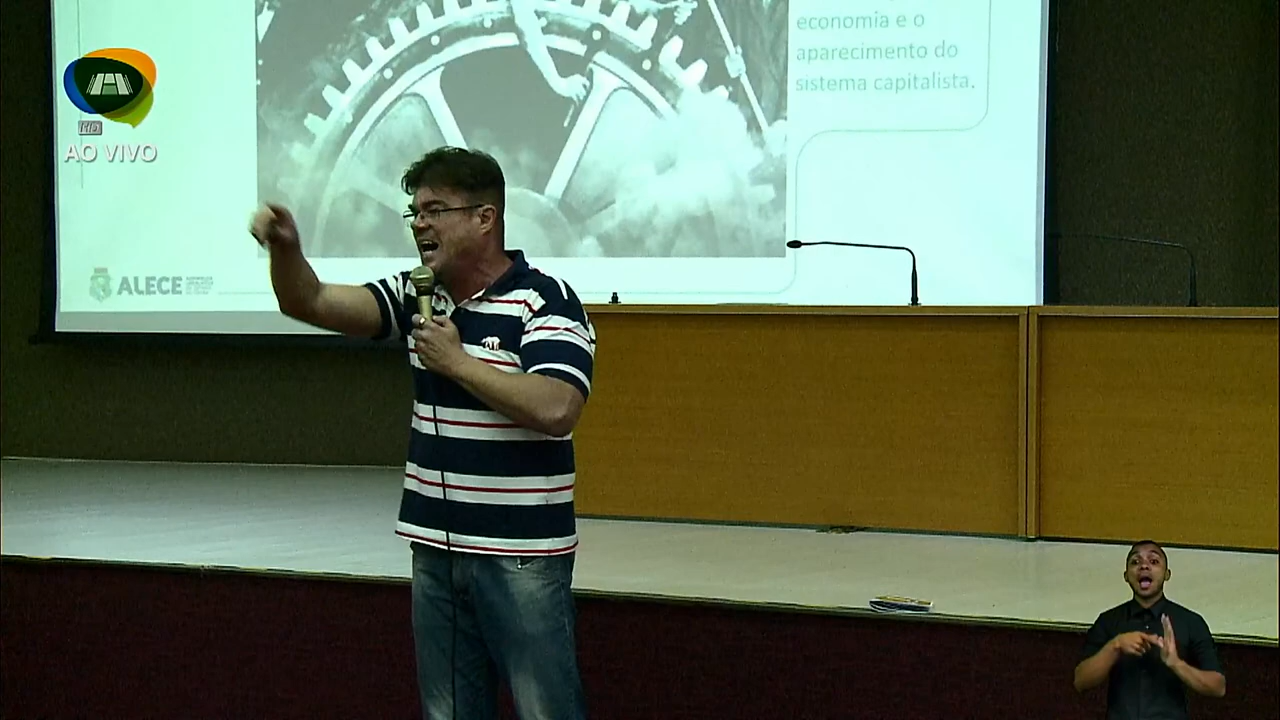 economia e o
aparecimento do
sistema capitalista.
AO VIVO
ALECE